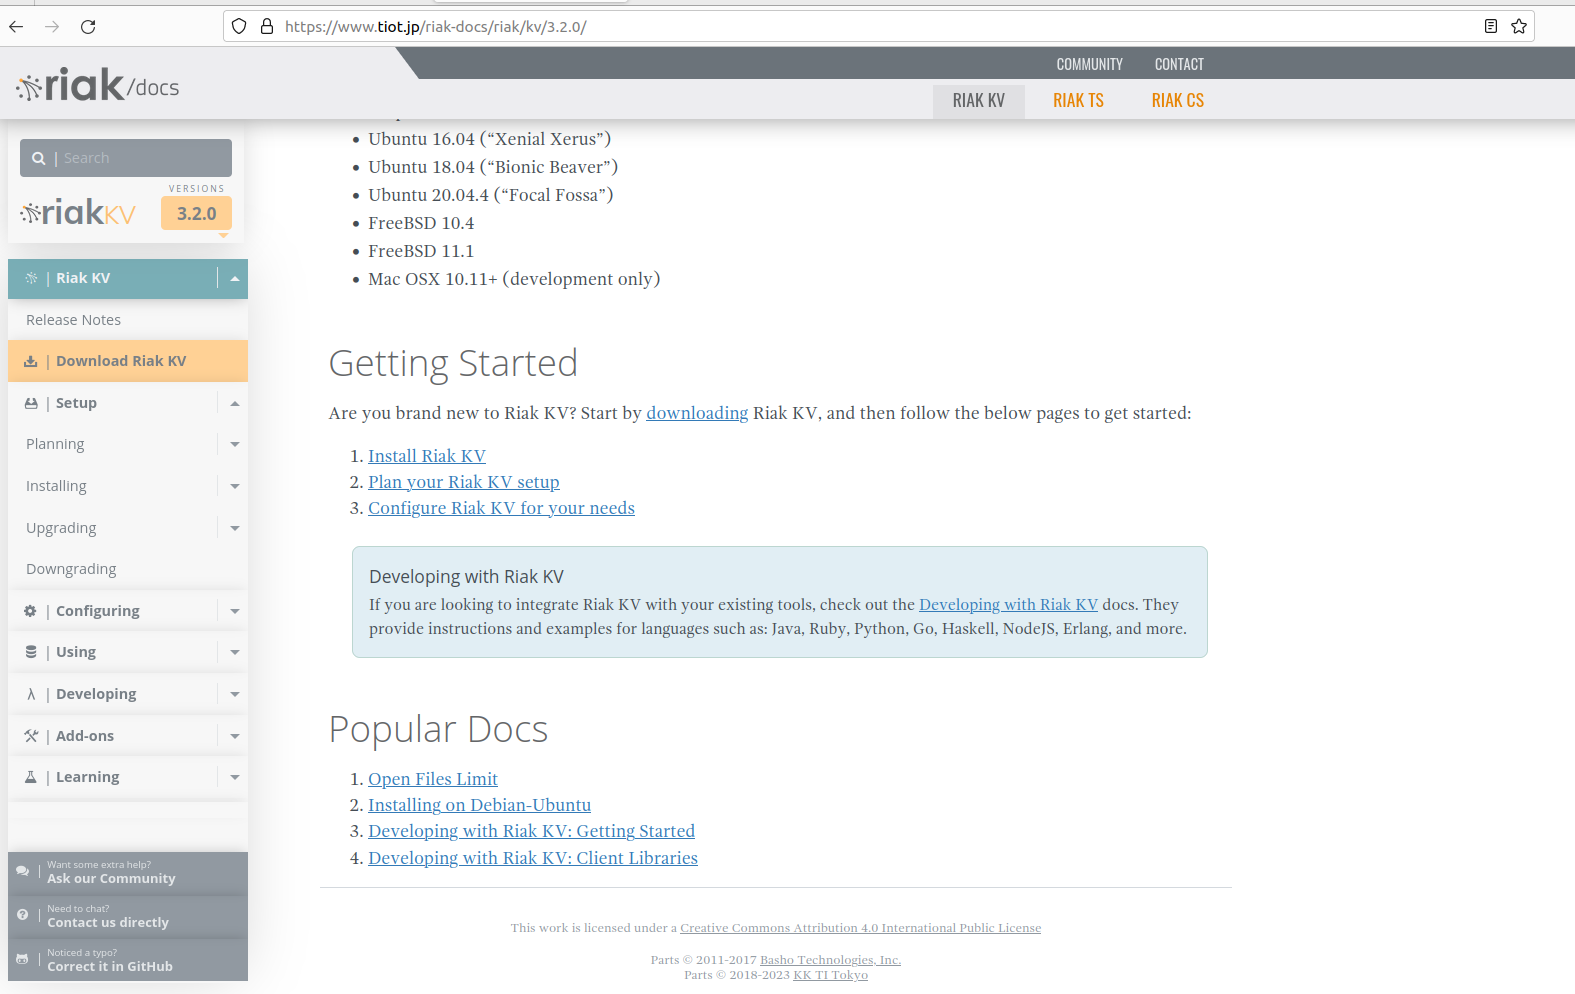 https://www.tiot.jp/riak-docs/riak/kv/3.2.0/
COMMUNITY CONTACT
riak/docs
RIAK KV RIAK TS RIAK CS
| Search
VERSIONS
riakKV 3.2.0
| Riak KV
Release Notes
| Download Riak KV
| Setup
Planning
Installing
Upgrading
Downgrading
| Configuring
| Using
λ | Developing
| Add-ons
| Learning
Want some extra help?
Ask our Community
Need to chat?
Contact us directly
Noticed a typo?
Correct it in GitHub
• Ubuntu 16.04 (“Xenial Xerus”)
• Ubuntu 18.04 (“Bionic Beaver”)
• Ubuntu 20.04.4 (“Focal Fossa”)
• FreeBSD 10.4
• FreeBSD 11.1
• Mac OSX 10.11+ (development only)
Getting Started
Are you brand new to Riak KV? Start by downloading Riak KV, and then follow the below pages to get started:
1. Install Riak KV
2. Plan your Riak KV setup
3. Configure Riak KV for your needs
Developing with Riak KV
If you are looking to integrate Riak KV with your existing tools, check out the Developing with Riak KV docs. They
provide instructions and examples for languages such as: Java, Ruby, Python, Go, Haskell, NodeJS, Erlang, and more.
Popular Docs
1. Open Files Limit
2. Installing on Debian-Ubuntu
3. Developing with Riak KV: Getting Started
4. Developing with Riak KV: Client Libraries
This work is licensed under a Creative Commons Attribution 4.0 International Public License
Parts © 2011-2017 Basho Technologies, Inc.
Parts © 2018-2023 KK TI Tokyo